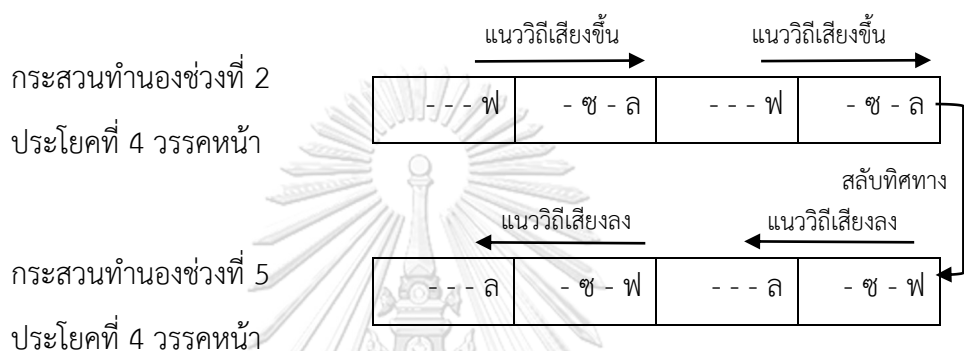 แนววิถีเสียงขึ้น แนววิถีเสียงขึ้น
กระสวนทำนองช่วงที่ 2
- - - ฟ - ซ - ล - - - ฟ - ซ - ล
ประโยคที่ 4 วรรคหน้า
สลับทิศทาง
แนววิถีเสียงลง แนววิถีเสียงลง
กระสวนทำนองช่วงที่ 5
- - - ล - ซ - ฟ - - - ล - ซ - ฟ
ประโยคที่ 4 วรรคหน้า